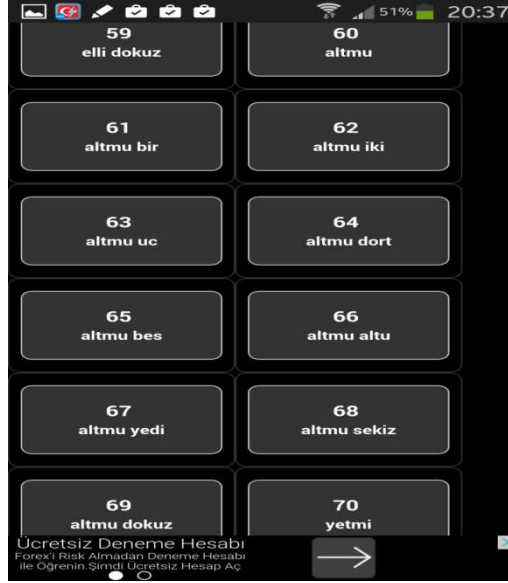 51% 20:37
59 60
elli dokuz altmu
61 62
altmu bir altmu iki
63 64
altmu uc altmu dort
65 66
altmu bes altmu altu
67 68
altmu yedi altmu sekiz
69 70
altmu dokuz yetmi
Ücretsiz Deneme Hesabı
Forex'i Risk Almadan Deneme Hesabı
ile Öğrenin.Şimdi Ücretsiz Hesap Aç